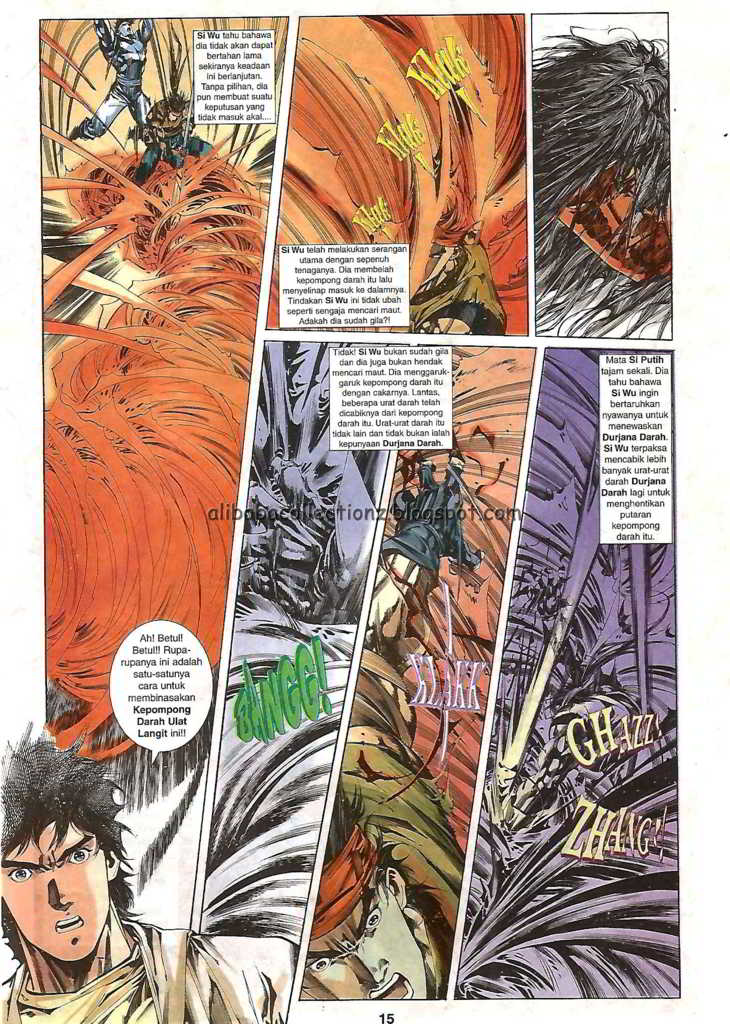 Si Wu tahu bahawa
dia tidak akan dapat
bertahan lama
sekiranya keadaan
ini berlanjutan.
Tanpa pilihan, dia
pun membuat suatu
keputusan yang
tidak masuk akal....
Klak
Klak
Klak
Si Wu telah melakukan serangan
utama dengan sepenuh
tenaganya. Dia membelah
kepompong darah itu lalu
menyelinap masuk ke dalamnya.
Tindakan Si Wu ini tidak ubah
seperti sengaja mencari maut.
Adakah dia sudah gila?!
Ah! Betul!
Betul!! Rupa-
rupanya ini adalah
satu-satunya
cara untuk
membinasakan
Kepompong
Darah Ulat
Langit ini!!
BANGG!
Tidak! Si Wu bukan sudah gila
dan dia juga bukan hendak
mencari maut. Dia menggaruk-
garuk kepompong darah itu
dengan cakarnya. Lantas,
beberapa urat darah telah
dicabiknya dari kepompong
darah itu. Urat-urat darah itu
tidak lain dan tidak bukan ialah
kepunyaan Durjana Darah.
Mata Si Putih
tajam sekali. Dia
tahu bahawa
Si Wu ingin
bertaruhkan
nyawanya untuk
menewaskan
Durjana Darah.
Si Wu terpaksa
mencabik lebih
banyak urat-urat
darah Durjana
Darah lagi untuk
menghentikan
putaran
kepompong
darah itu.
GHAZZ!
ZHANG!
alibabacollectionz.blogspot.com
15